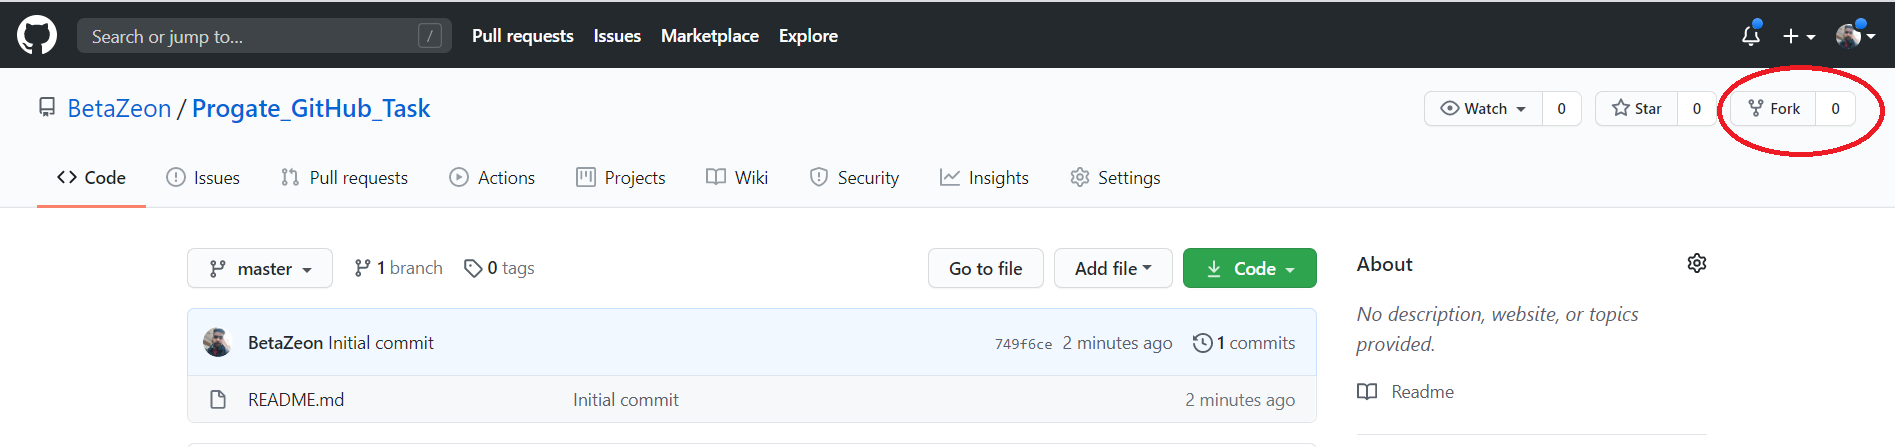 Search or jump to... / Pull requests Issues Marketplace Explore
BetaZeon / Progate_GitHub_Task Watch 0 Star 0 Fork 0
Code Issues Pull requests Actions Projects Wiki Security Insights Settings
master 1 branch 0 tags Go to file Add file Code About
No description, website, or topics
provided.
BetaZeon Initial commit 749f6ce 2 minutes ago 1 commits
README.md Initial commit 2 minutes ago Readme